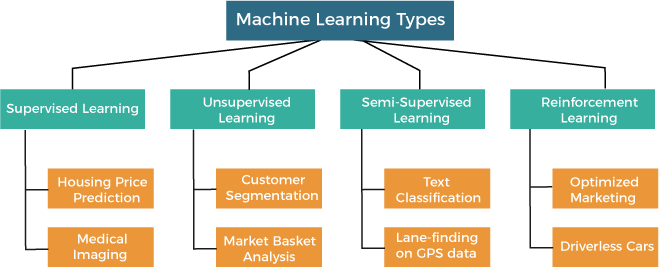 Machine Learning Types
Supervised Learning
Unsupervised
Learning
Semi-Supervised
Learning
Reinforcement
Learning
Housing Price
Prediction
Customer
Segmentation
Text
Classification
Optimized
Marketing
Medical
Imaging
Market Basket
Analysis
Lane-finding
on GPS data
Driverless Cars